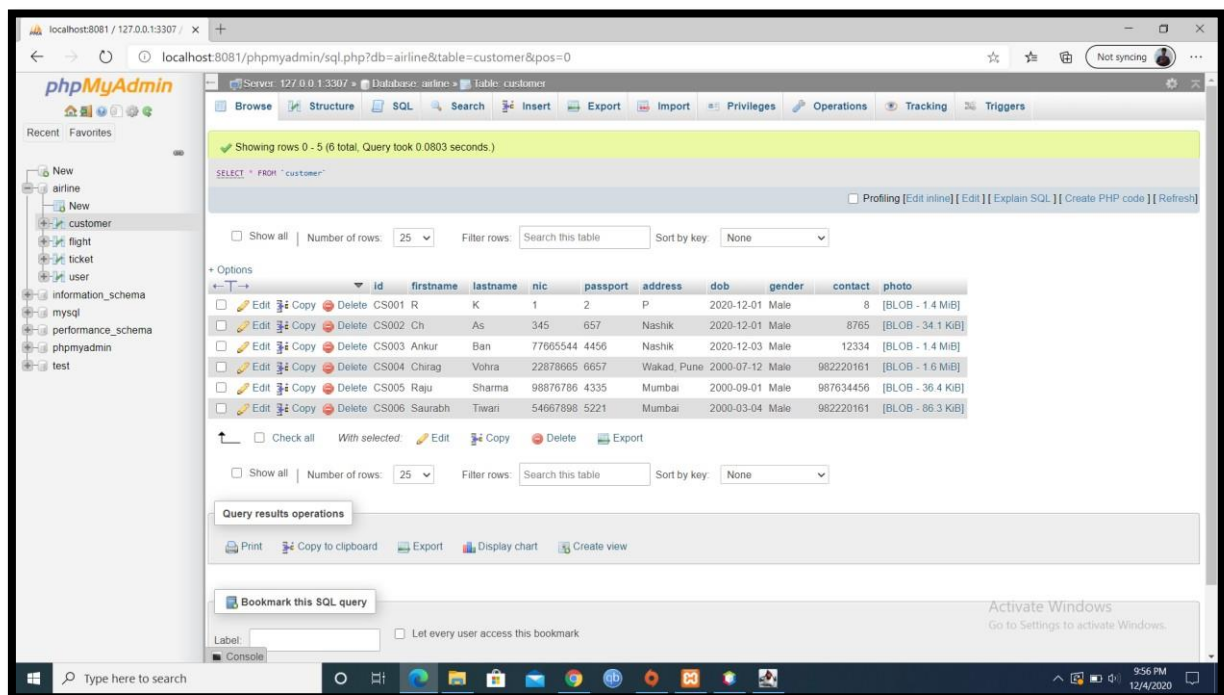 localhost:8081 / 127.0.0.1:3307 /
localhost:8081/phpmyadmin/sql.php?db=airline&table=customer&pos=0
Not syncing
phpMyAdmin
Recent Favorites
New
airline
New
customer
flight
ticket
user
information_schema
mysql
performance_schema
phpmyadmin
test
Server: 127.0.0.1:3307 » Database: airline » Table: customer
Browse Structure SQL Search Insert Export Import Privileges Operations Tracking Triggers
Showing rows 0 - 5 (6 total, Query took 0.0803 seconds.)
SELECT * FROM `customer`
Profiling [Edit inline] [ Edit ] [ Explain SQL ] [ Create PHP code ] [ Refresh]
Show all | Number of rows: 25 Filter rows: Search this table Sort by key: None
+ Options
←T→ id firstname lastname nic passport address dob gender contact photo
Edit Copy Delete CS001 R K 1 2 P 2020-12-01 Male 8 [BLOB - 1.4 MiB]
Edit Copy Delete CS002 Ch As 345 657 Nashik 2020-12-01 Male 8765 [BLOB - 34.1 KiB]
Edit Copy Delete CS003 Ankur Ban 77665544 4456 Nashik 2020-12-03 Male 12334 [BLOB - 1.4 MiB]
Edit Copy Delete CS004 Chirag Vohra 22878665 6657 Wakad, Pune 2000-07-12 Male 982220161 [BLOB - 1.6 MiB]
Edit Copy Delete CS005 Raju Sharma 98876786 4335 Mumbai 2000-09-01 Male 987634456 [BLOB - 36.4 KiB]
Edit Copy Delete CS006 Saurabh Tiwari 54667898 5221 Mumbai 2000-03-04 Male 982220161 [BLOB - 86.3 KiB]
Check all With selected: Edit Copy Delete Export
Show all | Number of rows: 25 Filter rows: Search this table Sort by key: None
Query results operations
Print Copy to clipboard Export Display chart Create view
Bookmark this SQL query
Label: Let every user access this bookmark
Console
Activate Windows
Go to Settings to activate Windows.
Type here to search
9:56 PM
12/4/2020